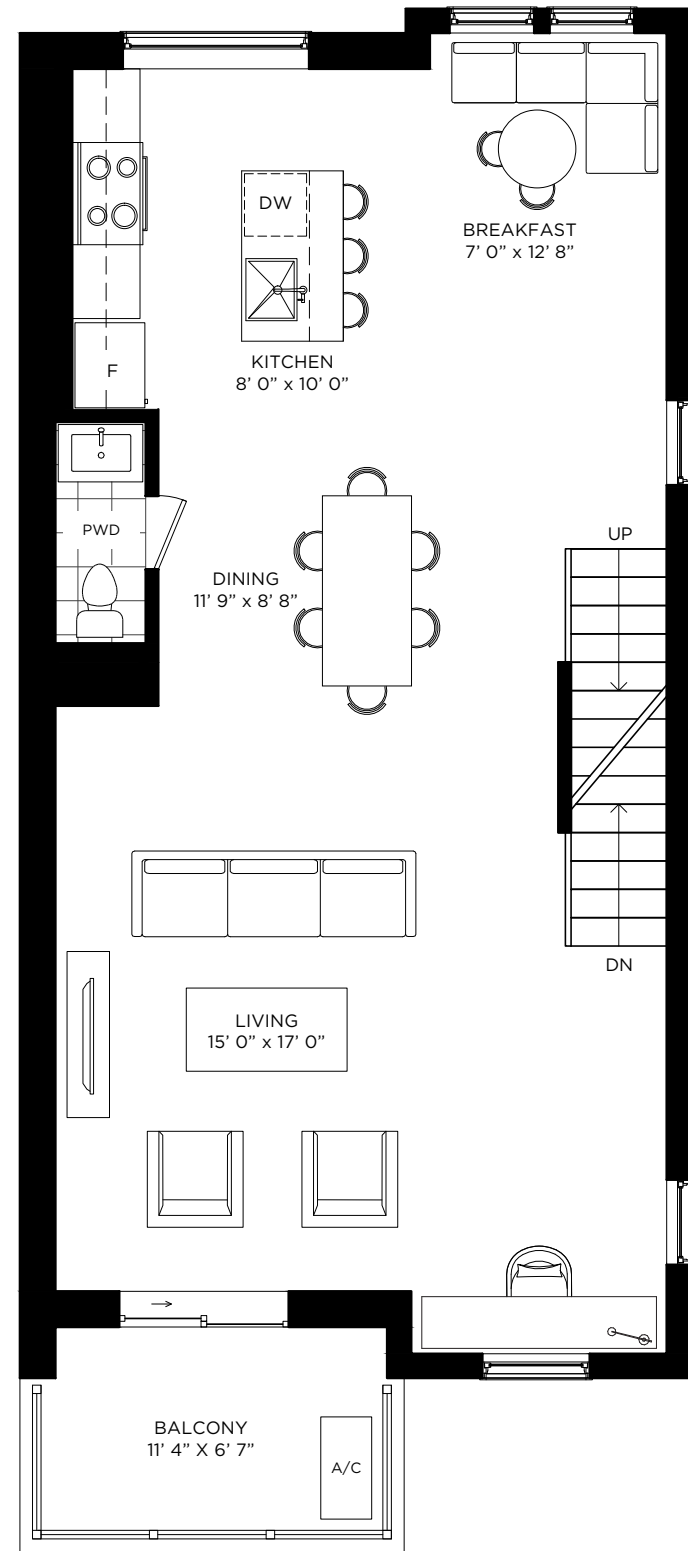 DW
BREAKFAST
7’ 0” x 12’ 8”
KITCHEN
8’ 0” x 10’ 0”
F
PWD
UP
DINING
11’ 9” x 8’ 8”
DN
LIVING
15’ 0” x 17’ 0”
BALCONY
11’ 4” X 6’ 7”
A/C